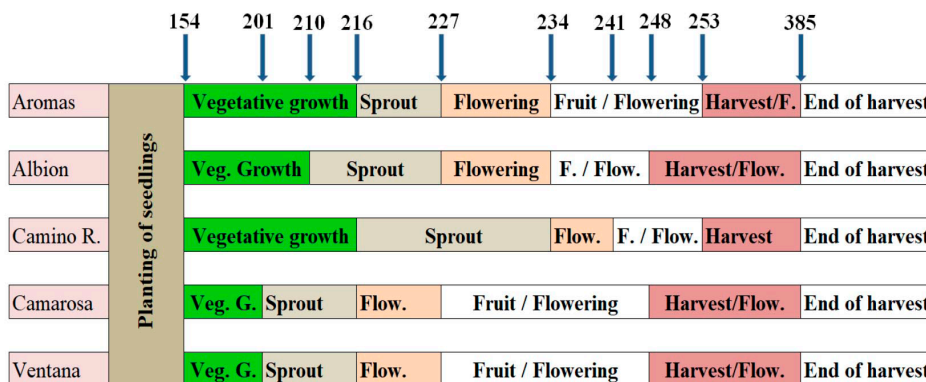 154 201 210 216 227 234 241 248 253 385
Planting of seedlings
Aromas Vegetative growth Sprout Flowering Fruit / Flowering Harvest/F. End of harvest
Albion Veg. Growth Sprout Flowering F. / Flow. Harvest/Flow. End of harvest
Camino R. Vegetative growth Sprout Flow. F. / Flow. Harvest End of harvest
Camarosa Veg. G. Sprout Flow. Fruit / Flowering Harvest/Flow. End of harvest
Ventana Veg. G. Sprout Flow. Fruit / Flowering Harvest/Flow. End of harvest